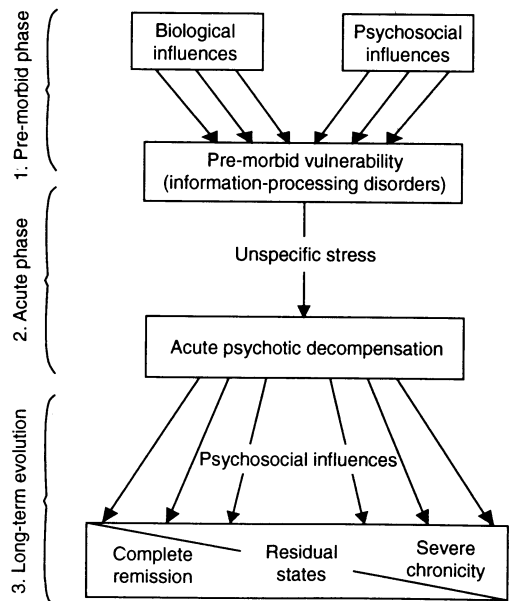 1: Pre-morbid phase
Biological
influences
Psychosocial
influences
Pre-morbid vulnerability
(information-processing disorders)
2. Acute phase
Unspecific stress
Acute psychotic decompensation
3. Long-term evolution
Psychosocial influences
Complete
remission
Residual
states
Severe
chronicity